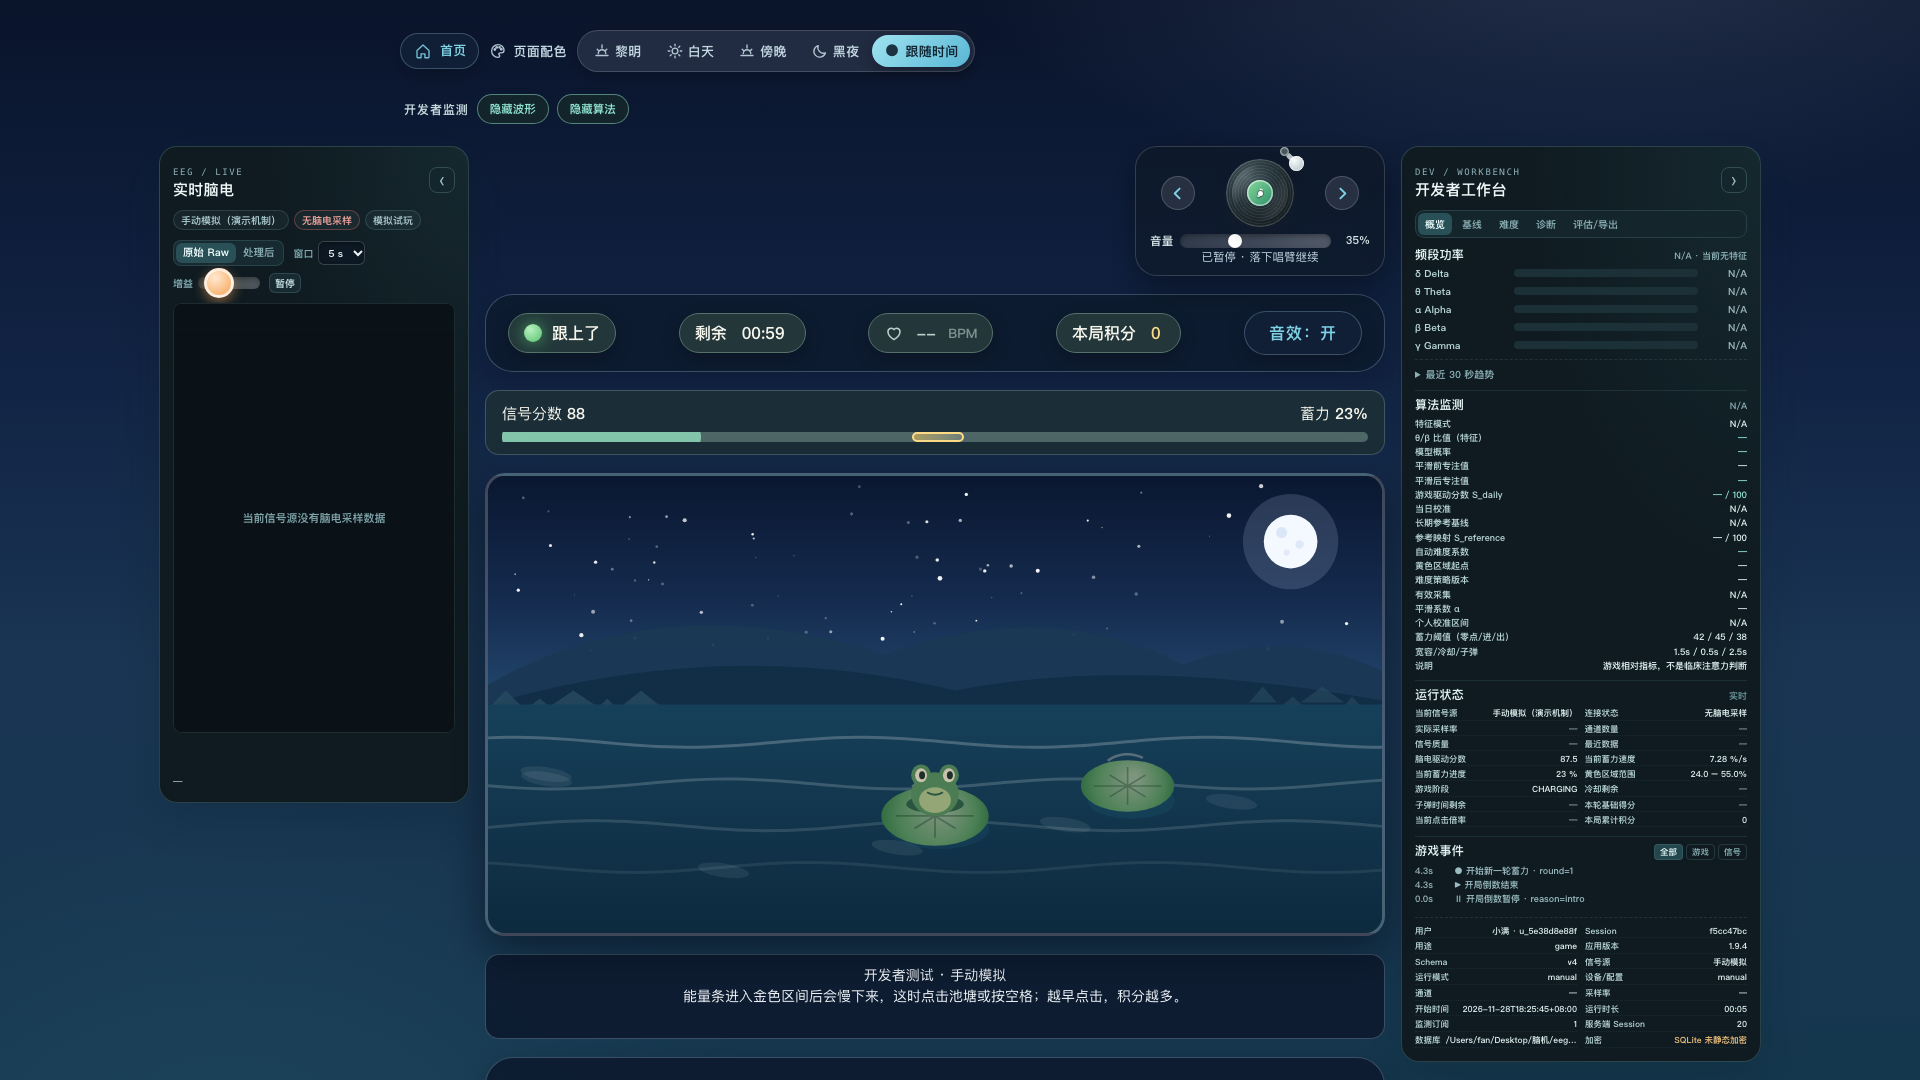 首页
页面配色
黎明
白天
傍晚
黑夜
跟随时间
开发者监测
隐藏波形
隐藏算法
EEG / LIVE
实时脑电
手动模拟（演示机制）
无脑电采样
模拟试玩
原始 Raw
处理后
窗口
5 s
增益
暂停
当前信号源没有脑电采样数据
—
音量
35%
已暂停 · 落下唱臂继续
跟上了
剩余 00:59
-- BPM
本局积分 0
音效：开
信号分数 88
蓄力 23%
开发者测试 · 手动模拟
能量条进入金色区间后会慢下来，这时点击池塘或按空格；越早点击，积分越多。
DEV / WORKBENCH
开发者工作台
概览
基线
难度
诊断
评估/导出
频段功率
N/A · 当前无特征
δ Delta N/A
θ Theta N/A
α Alpha N/A
β Beta N/A
γ Gamma N/A
▶ 最近 30 秒趋势
算法监测 N/A
特征模式 N/A
θ/β 比值（特征） —
模型概率 —
平滑前专注值 —
平滑后专注值 —
游戏驱动分数 S_daily — / 100
当日校准 N/A
长期参考基线 N/A
参考映射 S_reference — / 100
自动难度系数 —
黄色区域起点 —
难度策略版本 —
有效采集 N/A
平滑系数 α —
个人校准区间 N/A
蓄力阈值（零点/进/出） 42 / 45 / 38
宽容/冷却/子弹 1.5s / 0.5s / 2.5s
说明 游戏相对指标，不是临床注意力判断
运行状态 实时
当前信号源 手动模拟（演示机制） 连接状态 无脑电采样
实际采样率 — 通道数量 —
信号质量 — 最近数据 —
脑电驱动分数 87.5 当前蓄力速度 7.28 %/s
当前蓄力进度 23 % 黄色区域范围 24.0 – 55.0%
游戏阶段 CHARGING 冷却剩余 —
子弹时间剩余 — 本轮基础得分 —
当前点击倍率 — 本局累计积分 0
游戏事件
全部
游戏
信号
4.3s ● 开始新一轮蓄力 · round=1
4.3s ▶ 开局倒数结束
0.0s ⏸ 开局倒数暂停 · reason=intro
用户 小满 · u_5e38d8e88f Session f5cc47bc
用途 game 应用版本 1.9.4
Schema v4 信号源 手动模拟
运行模式 manual 设备/配置 manual
通道 — 采样率 —
开始时间 2026-11-28T18:25:45+08:00 运行时长 00:05
监测订阅 1 服务端 Session 20
数据库 /Users/fan/Desktop/脑机/eeg... 加密 SQLite 未静态加密